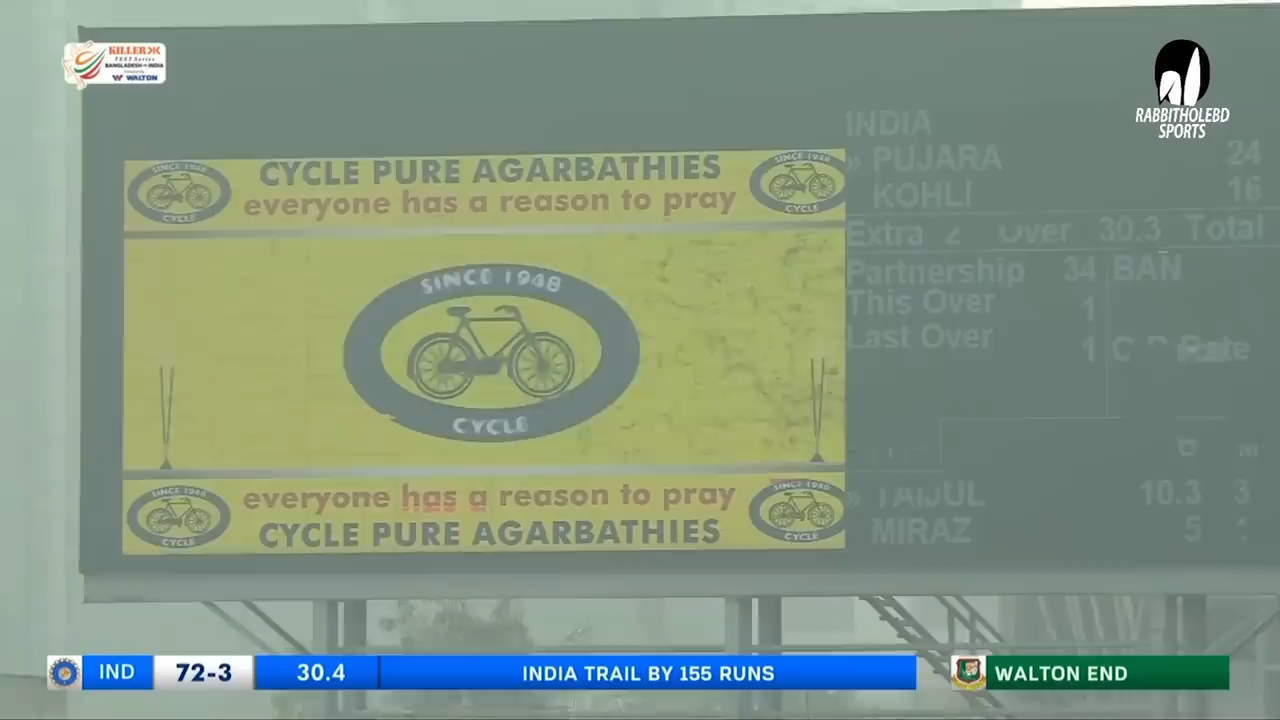 KILLER
TEST Series
BANGLADESH vs INDIA
Powered By
WALTON
RABBITHOLEBD
SPORTS
SINCE 1948
CYCLE
CYCLE PURE AGARBATHIES
everyone has a reason to pray
SINCE 1948
CYCLE
SINCE 1948
CYCLE
SINCE 1948
CYCLE
everyone has a reason to pray
CYCLE PURE AGARBATHIES
SINCE 1948
CYCLE
INDIA
PUJARA 24
KOHLI 16
Extra 2 Over 30.3 Total
Partnership 34 BAN
This Over 1
Last Over 1 Rate
TAIJUL 10.3 3
MIRAZ 5
IND 72-3 30.4 INDIA TRAIL BY 155 RUNS WALTON END